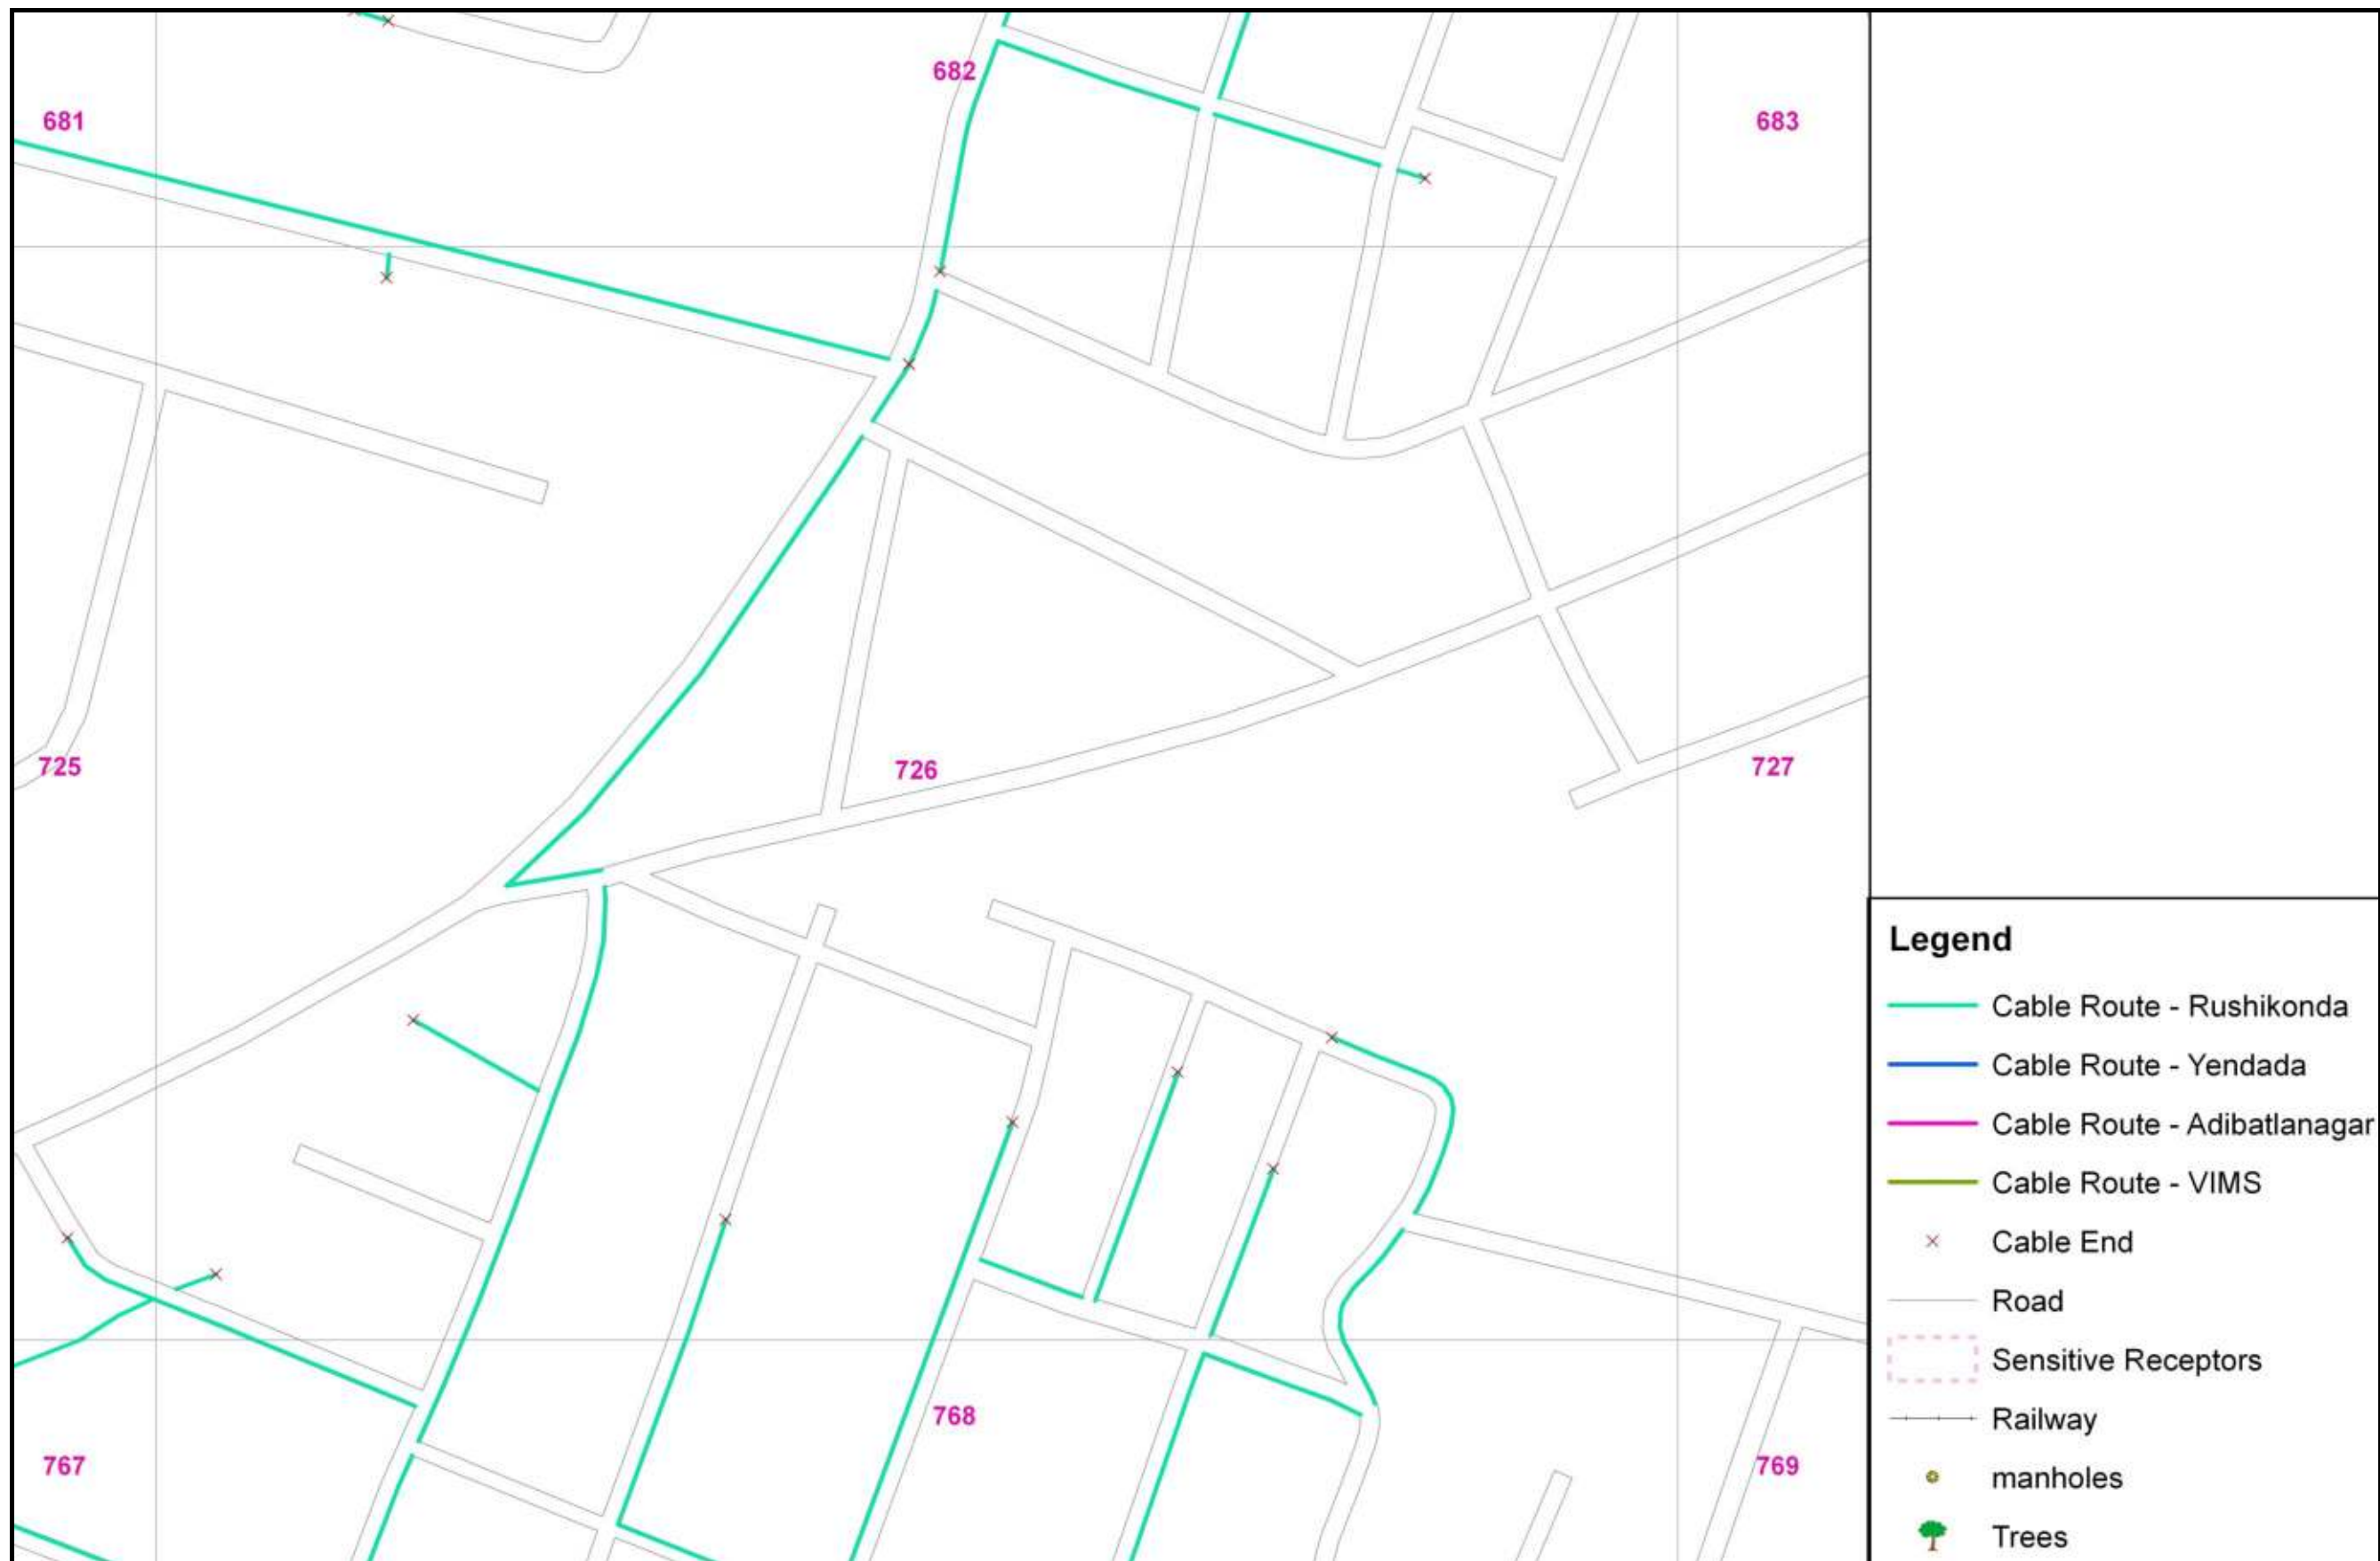 682
681
683
725
726
727
768
767
769
Legend
Cable Route - Rushikonda
Cable Route - Yendada
Cable Route - Adibatlanagar
Cable Route - VIMS
Cable End
Road
Sensitive Receptors
Railway
manholes
Trees